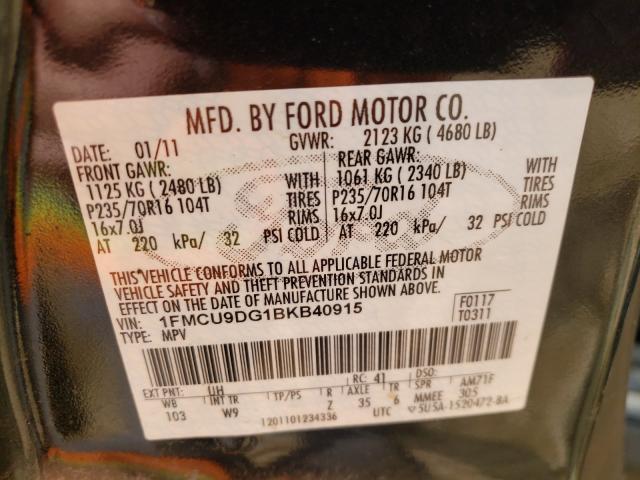 MFD. BY FORD MOTOR CO.
DATE: 01/11 GVWR: 2123 KG ( 4680 LB)
FRONT GAWR: REAR GAWR:
1125 KG ( 2480 LB) WITH 1061 KG ( 2340 LB) WITH
P235/70R16 104T TIRES P235/70R16 104T TIRES
16x7.0J RIMS 16x7.0J RIMS
AT 220 kPa/ 32 PSI COLD AT 220 kPa/ 32 PSI COLD
THIS VEHICLE CONFORMS TO ALL APPLICABLE FEDERAL MOTOR
VEHICLE SAFETY AND THEFT PREVENTION STANDARDS IN
EFFECT ON THE DATE OF MANUFACTURE SHOWN ABOVE.
VIN: 1FMCU9DG1BKB40915 F0117
TYPE: MPV T0311
EXT PNT: UH RC: 41 DSO:
WB INT TR TP/PS R AXLE TR SPR AM71F
103 W9 Z 35 6 MMEE 305
1201101234336 UTC 5U5A-1520472-BA